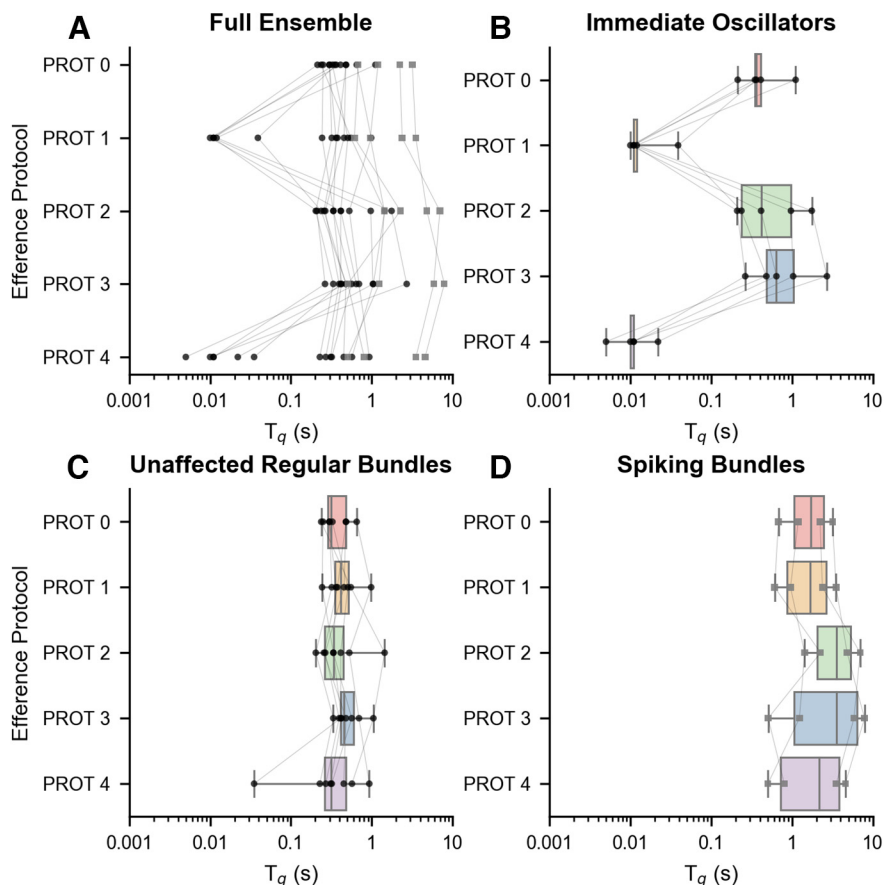 A Full Ensemble
B Immediate Oscillators
Efference Protocol
PROT 0
PROT 1
PROT 2
PROT 3
PROT 4
0.001 0.01 0.1 1 10
Tq (s)
PROT 0
PROT 1
PROT 2
PROT 3
PROT 4
0.001 0.01 0.1 1 10
Tq (s)
C Unaffected Regular Bundles
D Spiking Bundles
Efference Protocol
PROT 0
PROT 1
PROT 2
PROT 3
PROT 4
0.001 0.01 0.1 1 10
Tq (s)
PROT 0
PROT 1
PROT 2
PROT 3
PROT 4
0.001 0.01 0.1 1 10
Tq (s)